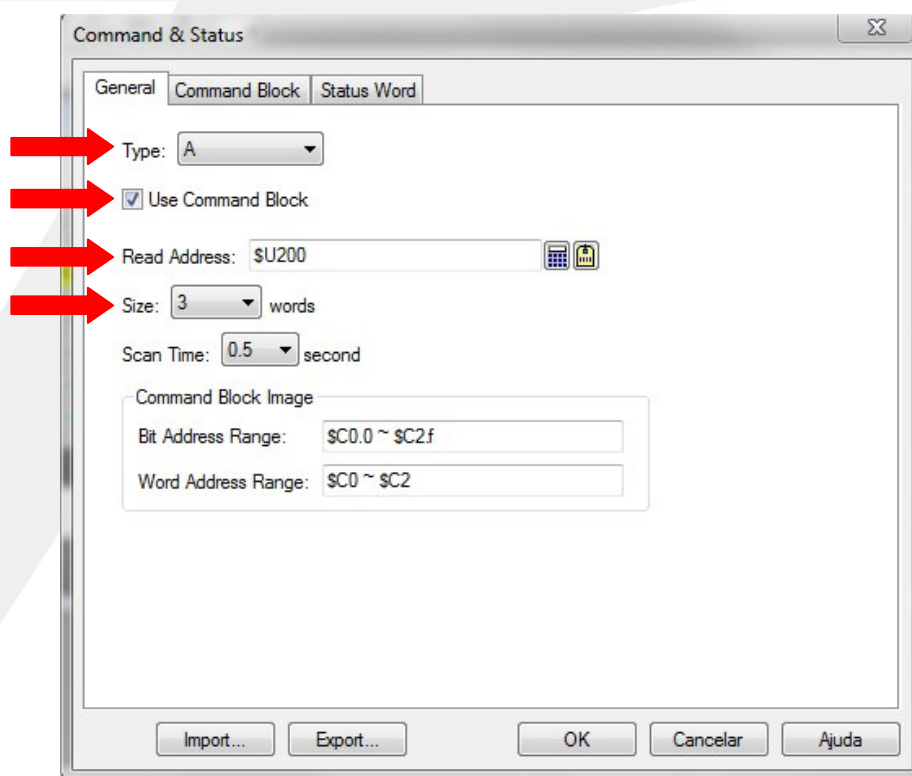 Command & Status
General Command Block Status Word
Type: A
Use Command Block
Read Address: $U200
Size: 3 words
Scan Time: 0.5 second
Command Block Image
Bit Address Range: $C0.0 ~ $C2.f
Word Address Range: $C0 ~ $C2
Import... Export... OK Cancelar Ajuda